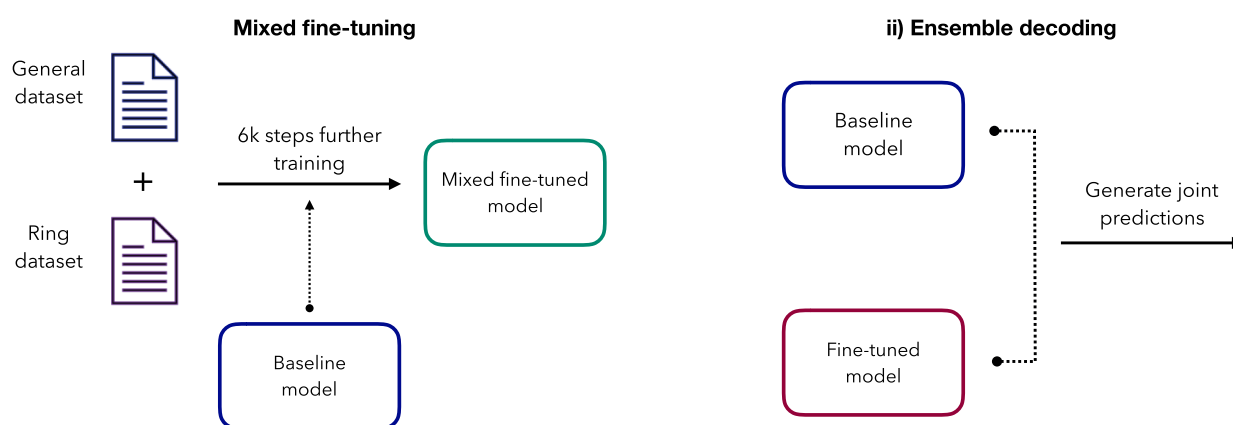 Mixed fine-tuning
General
dataset
+
Ring
dataset
6k steps further
training
Mixed fine-tuned
model
Baseline
model
ii) Ensemble decoding
Baseline
model
Fine-tuned
model
Generate joint
predictions